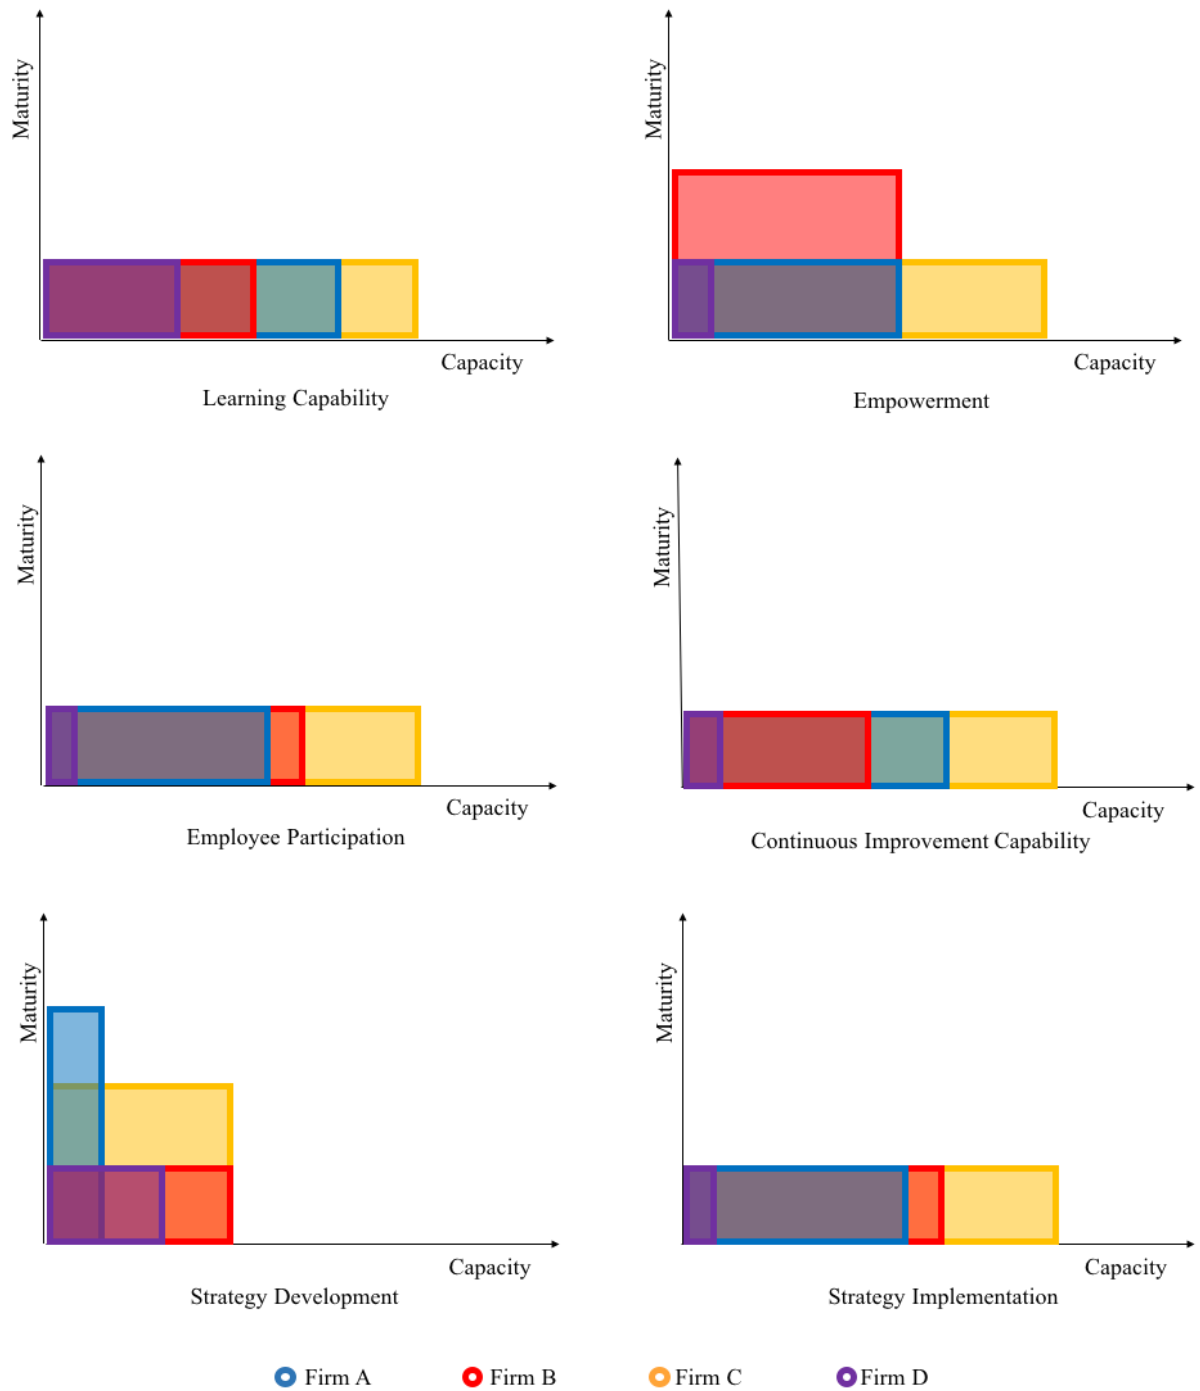 Maturity
Capacity
Learning Capability
Maturity
Capacity
Empowerment
Maturity
Capacity
Employee Participation
Maturity
Capacity
Continuous Improvement Capability
Maturity
Capacity
Strategy Development
Maturity
Capacity
Strategy Implementation
Firm A
Firm B
Firm C
Firm D